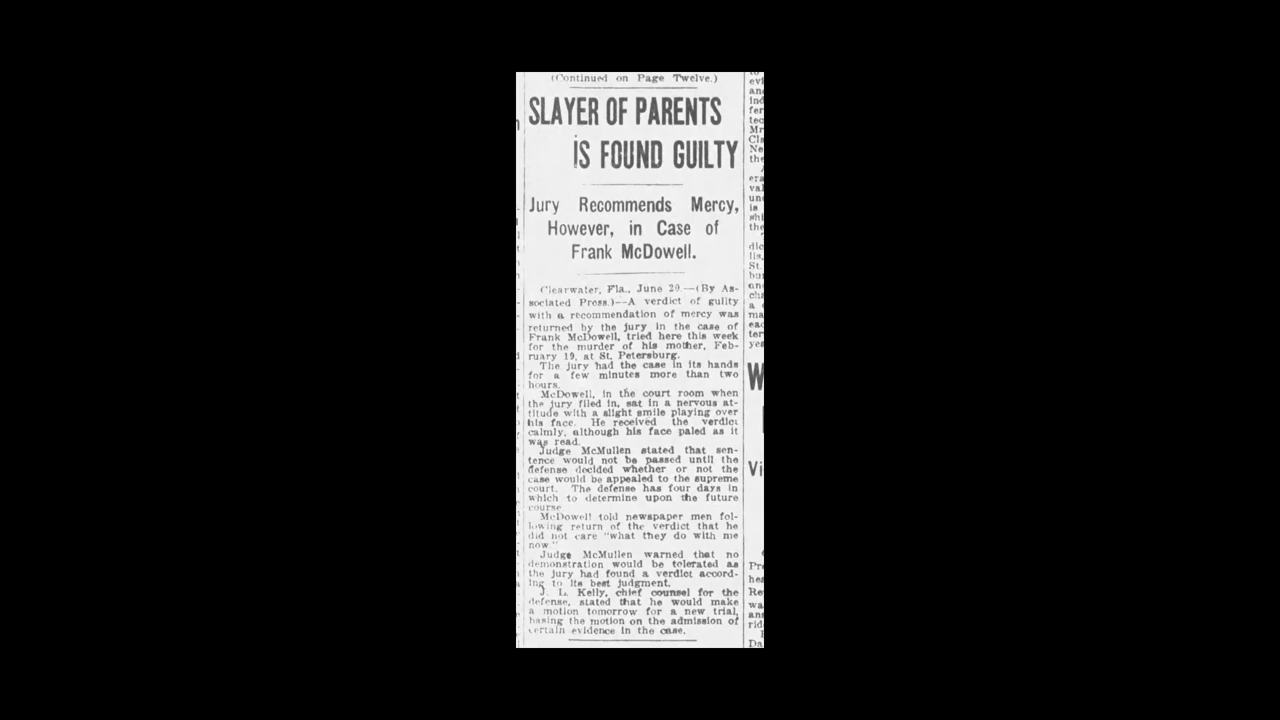 (Continued on Page Twelve.)
SLAYER OF PARENTS
IS FOUND GUILTY
Jury Recommends Mercy,
However, in Case of
Frank McDowell.
Clearwater, Fla., June 20.—(By As-
sociated Press.)—A verdict of guilty
with a recommendation of mercy was
returned by the jury in the case of
Frank McDowell, tried here this week
for the murder of his mother, Feb-
ruary 19, at St. Petersburg.
The jury had the case in its hands
for a few minutes more than two
hours.
McDowell, in the court room when
the jury filed in, sat in a nervous at-
titude with a slight smile playing over
his face. He received the verdict
calmly, although his face paled as it
was read.
Judge McMullen stated that sen-
tence would not be passed until the
defense decided whether or not the
case would be appealed to the supreme
court. The defense has four days in
which to determine upon the future
course
McDowell told newspaper men fol-
lowing return of the verdict that he
did not care "what they do with me
now."
Judge McMullen warned that no
demonstration would be tolerated as
the jury had found a verdict accord-
ing to its best judgment.
J. L. Kelly, chief counsel for the
defense, stated that he would make
a motion tomorrow for a new trial,
basing the motion on the admission of
certain evidence in the case.